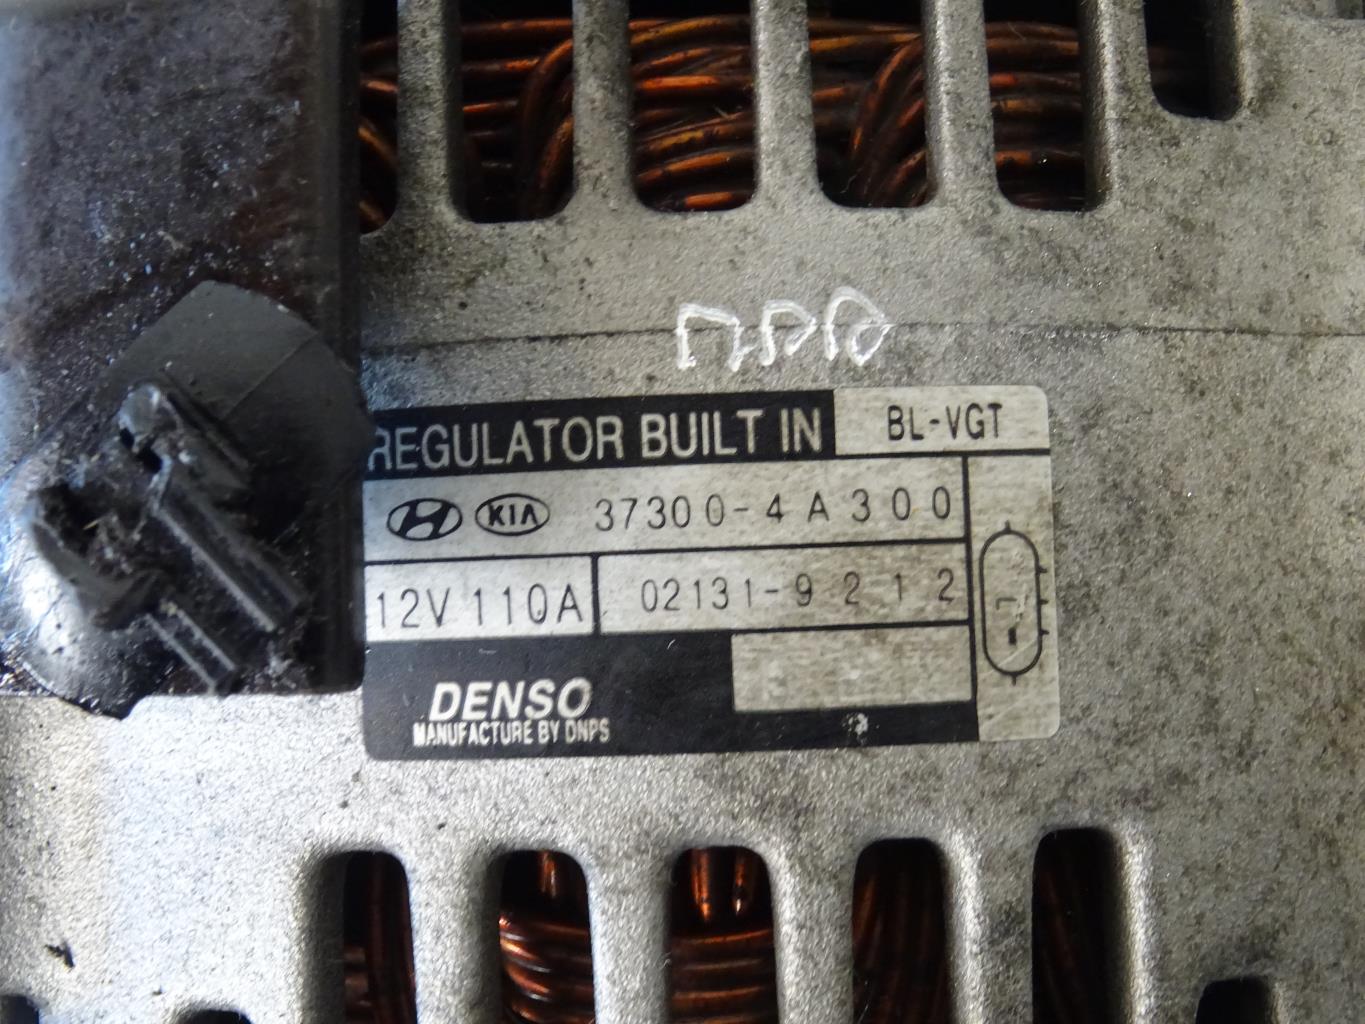 REGULATOR BUILT IN BL-VGT
KIA 37300-4A300
12V 110A 02131-9212
L
DENSO
MANUFACTURE BY DNPS